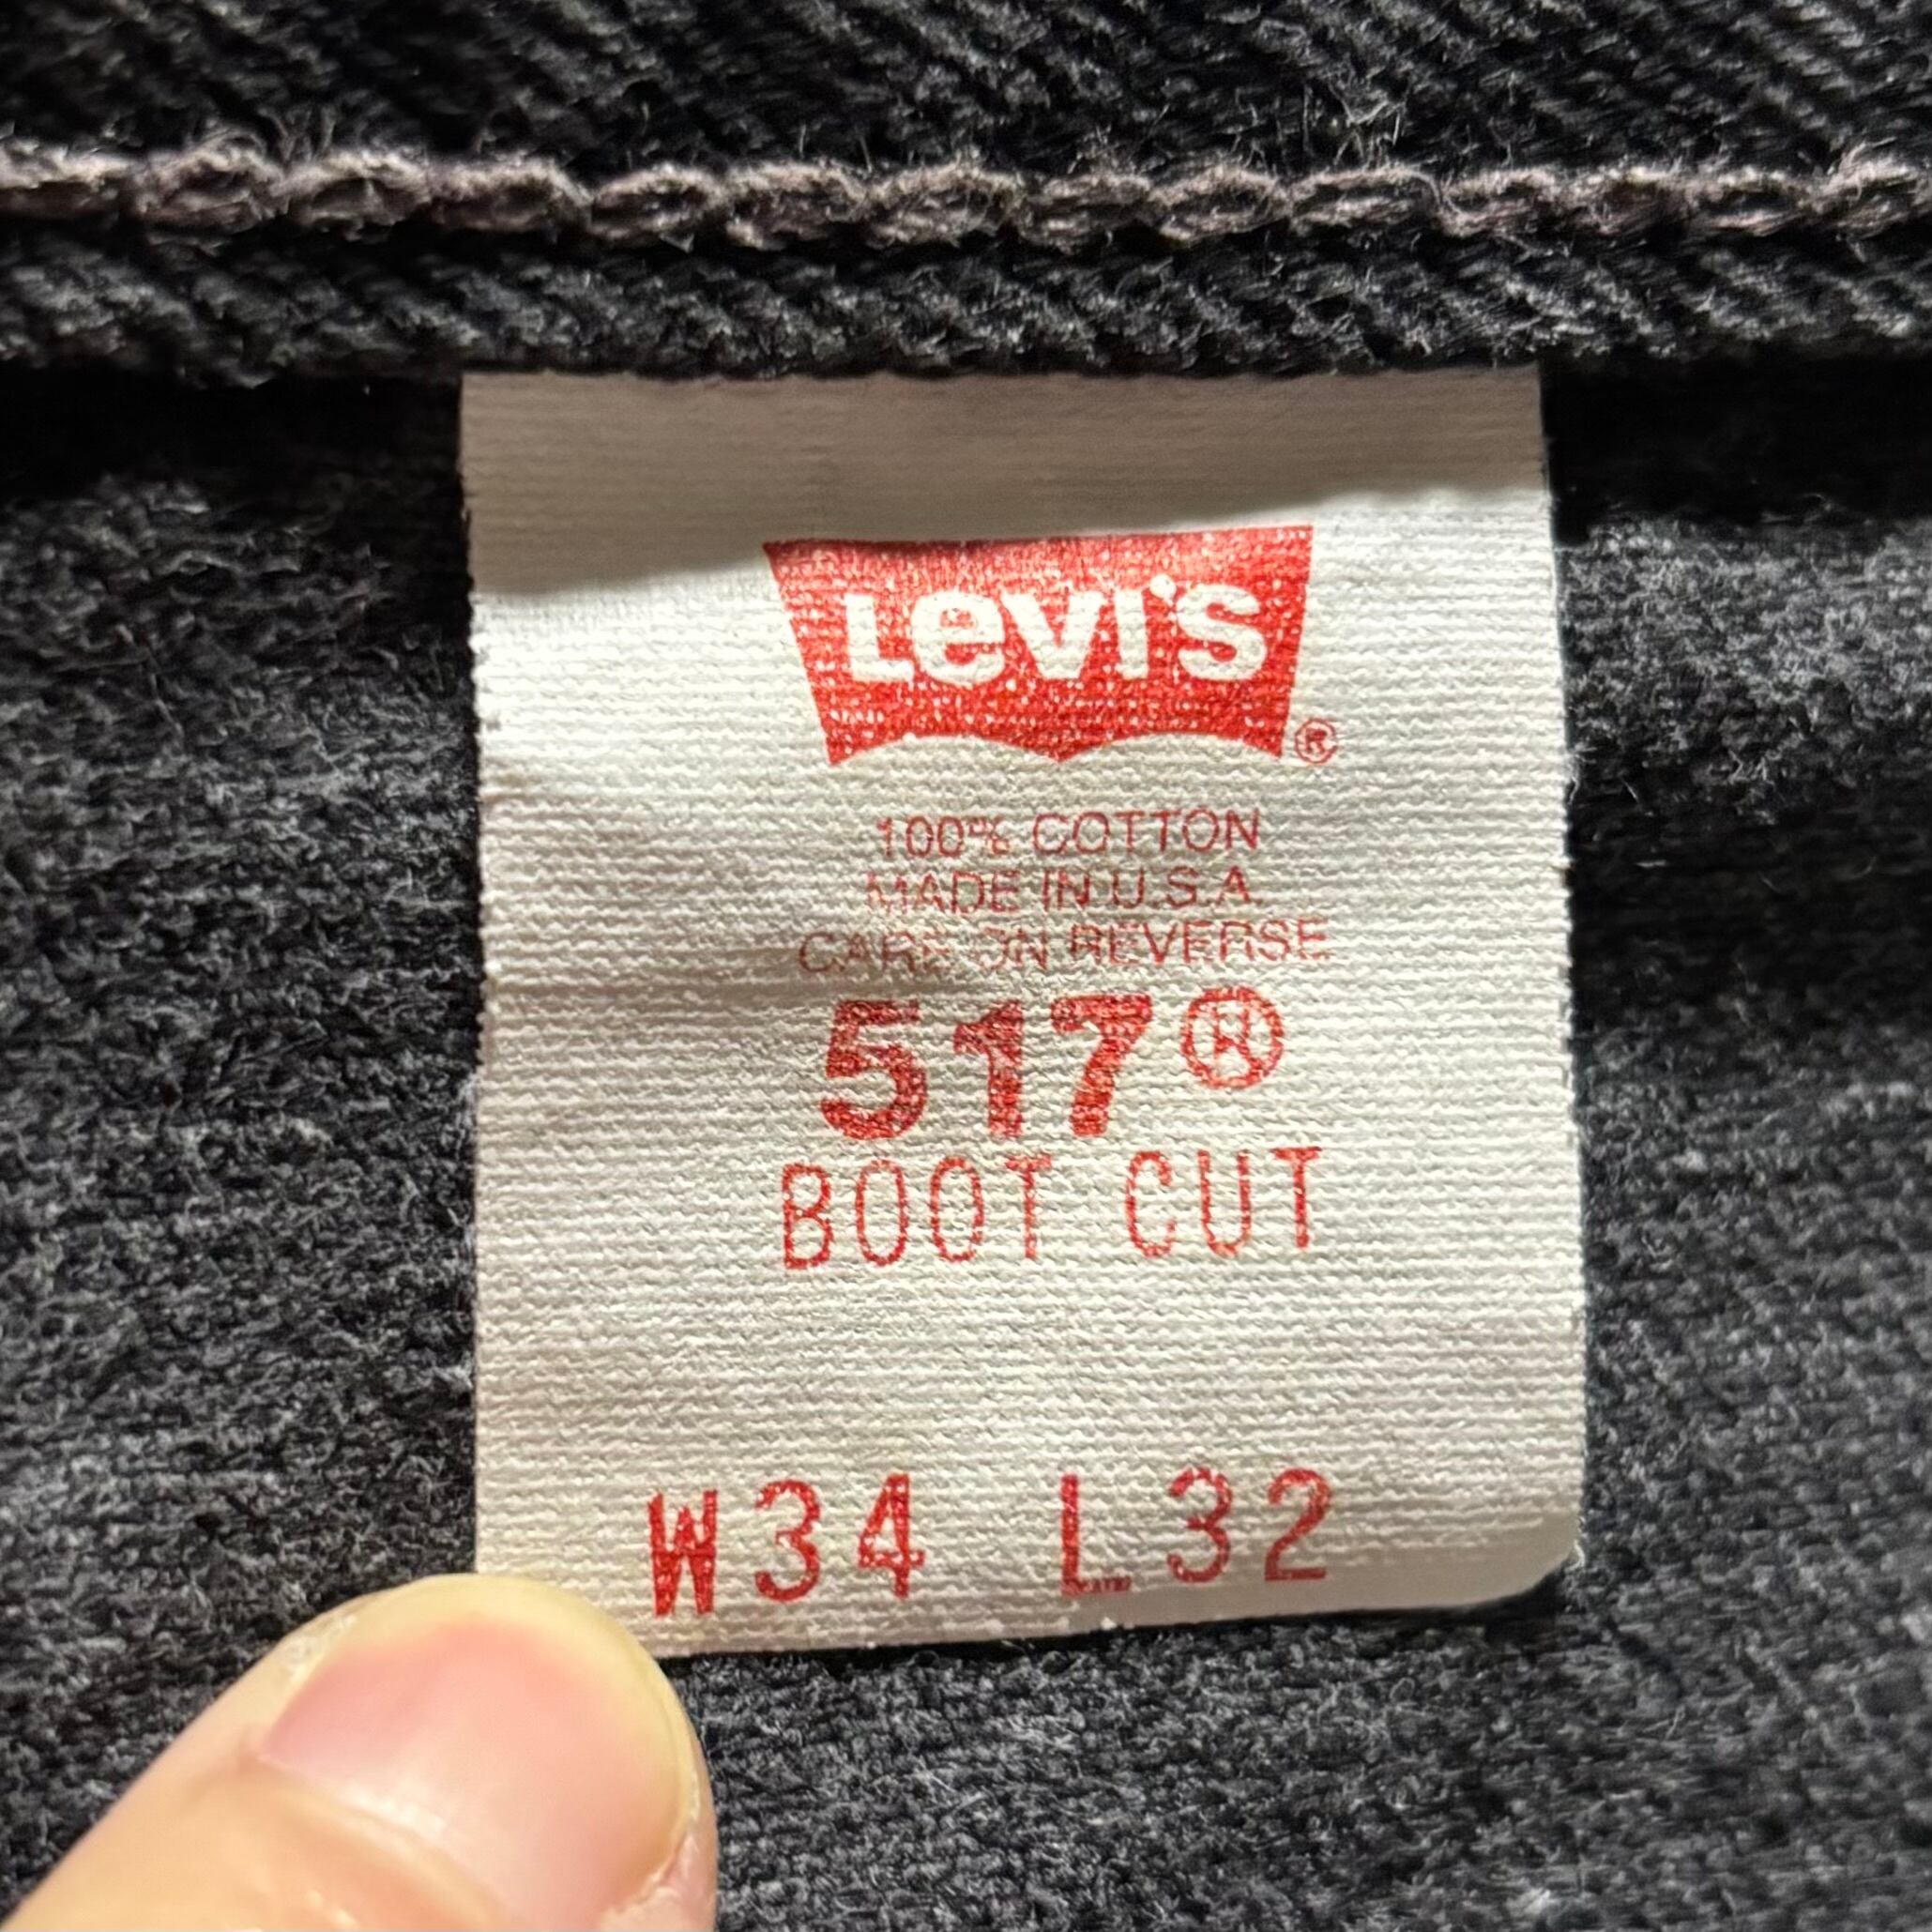 Levi's®
100% COTTON
MADE IN U.S.A.
CARE ON REVERSE
517®
BOOT CUT
W34 L32